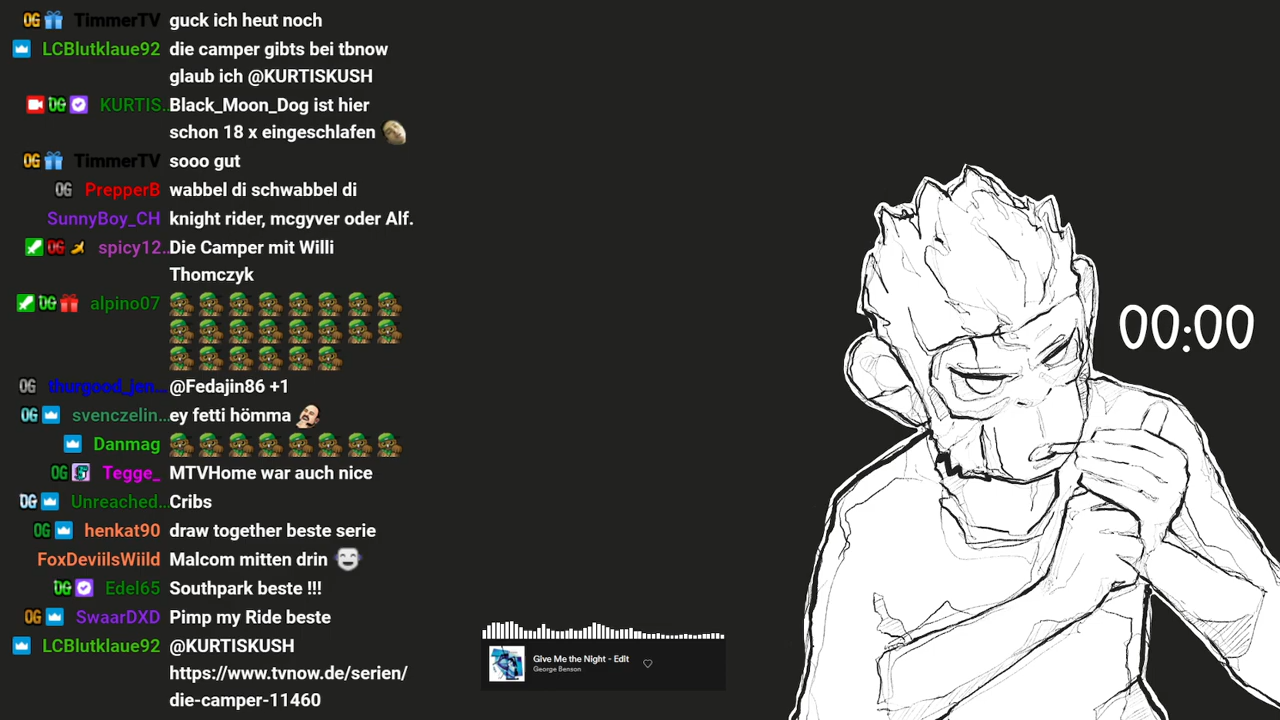 TimmerTV guck ich heut noch
LCBlutklaue92 die camper gibts bei tbnow
glaub ich @KURTISKUSH
KURTIS... Black_Moon_Dog ist hier
schon 18 x eingeschlafen
TimmerTV sooo gut
PrepperB wabbel di schwabbel di
SunnyBoy_CH knight rider, mcgyver oder Alf.
spicy12... Die Camper mit Willi
Thomczyk
alpino07
thurgood_jen... @Fedajin86 +1
svenczelin... ey fetti hömma
Danmag
Tegge_ MTVHome war auch nice
Unreached... Cribs
henkat90 draw together beste serie
FoxDeviilsWiild Malcom mitten drin
Edel65 Southpark beste !!!
SwaarDXD Pimp my Ride beste
LCBlutklaue92 @KURTISKUSH
https://www.tvnow.de/serien/
die-camper-11460
00:00
Give Me the Night - Edit
George Benson